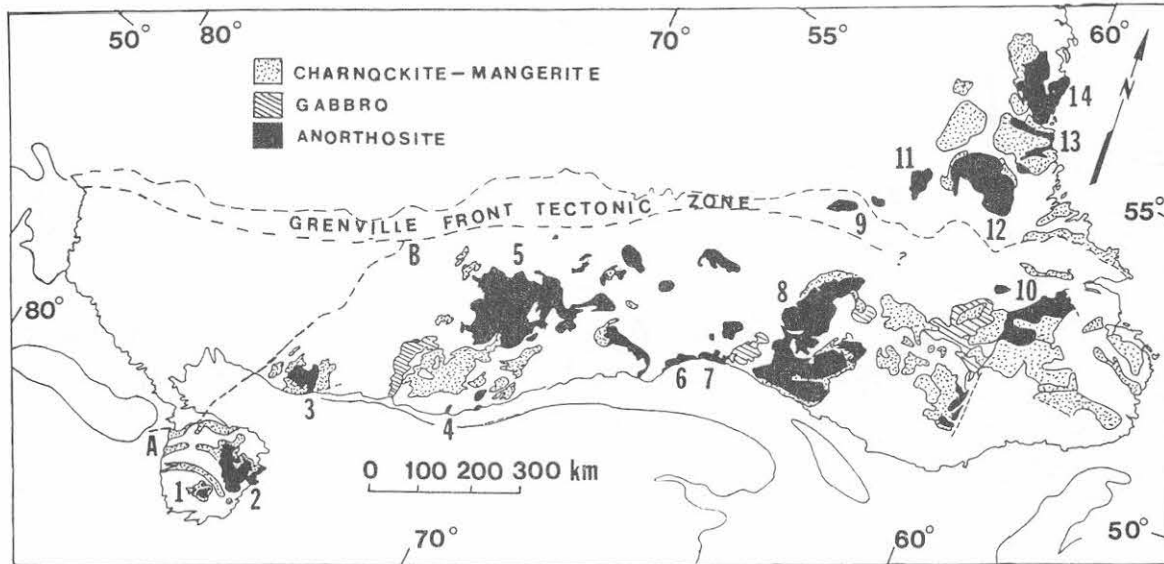 50° 80° 70° 55° 60°
CHARNOCKITE–MANGERITE
GABBRO
ANORTHOSITE
N
14
13
11
12
55°
GRENVILLE FRONT TECTONIC ZONE
9
?
B
5
10
8
80°
3
4
6 7
A
1 2
0 100 200 300 km
70° 60° 50°